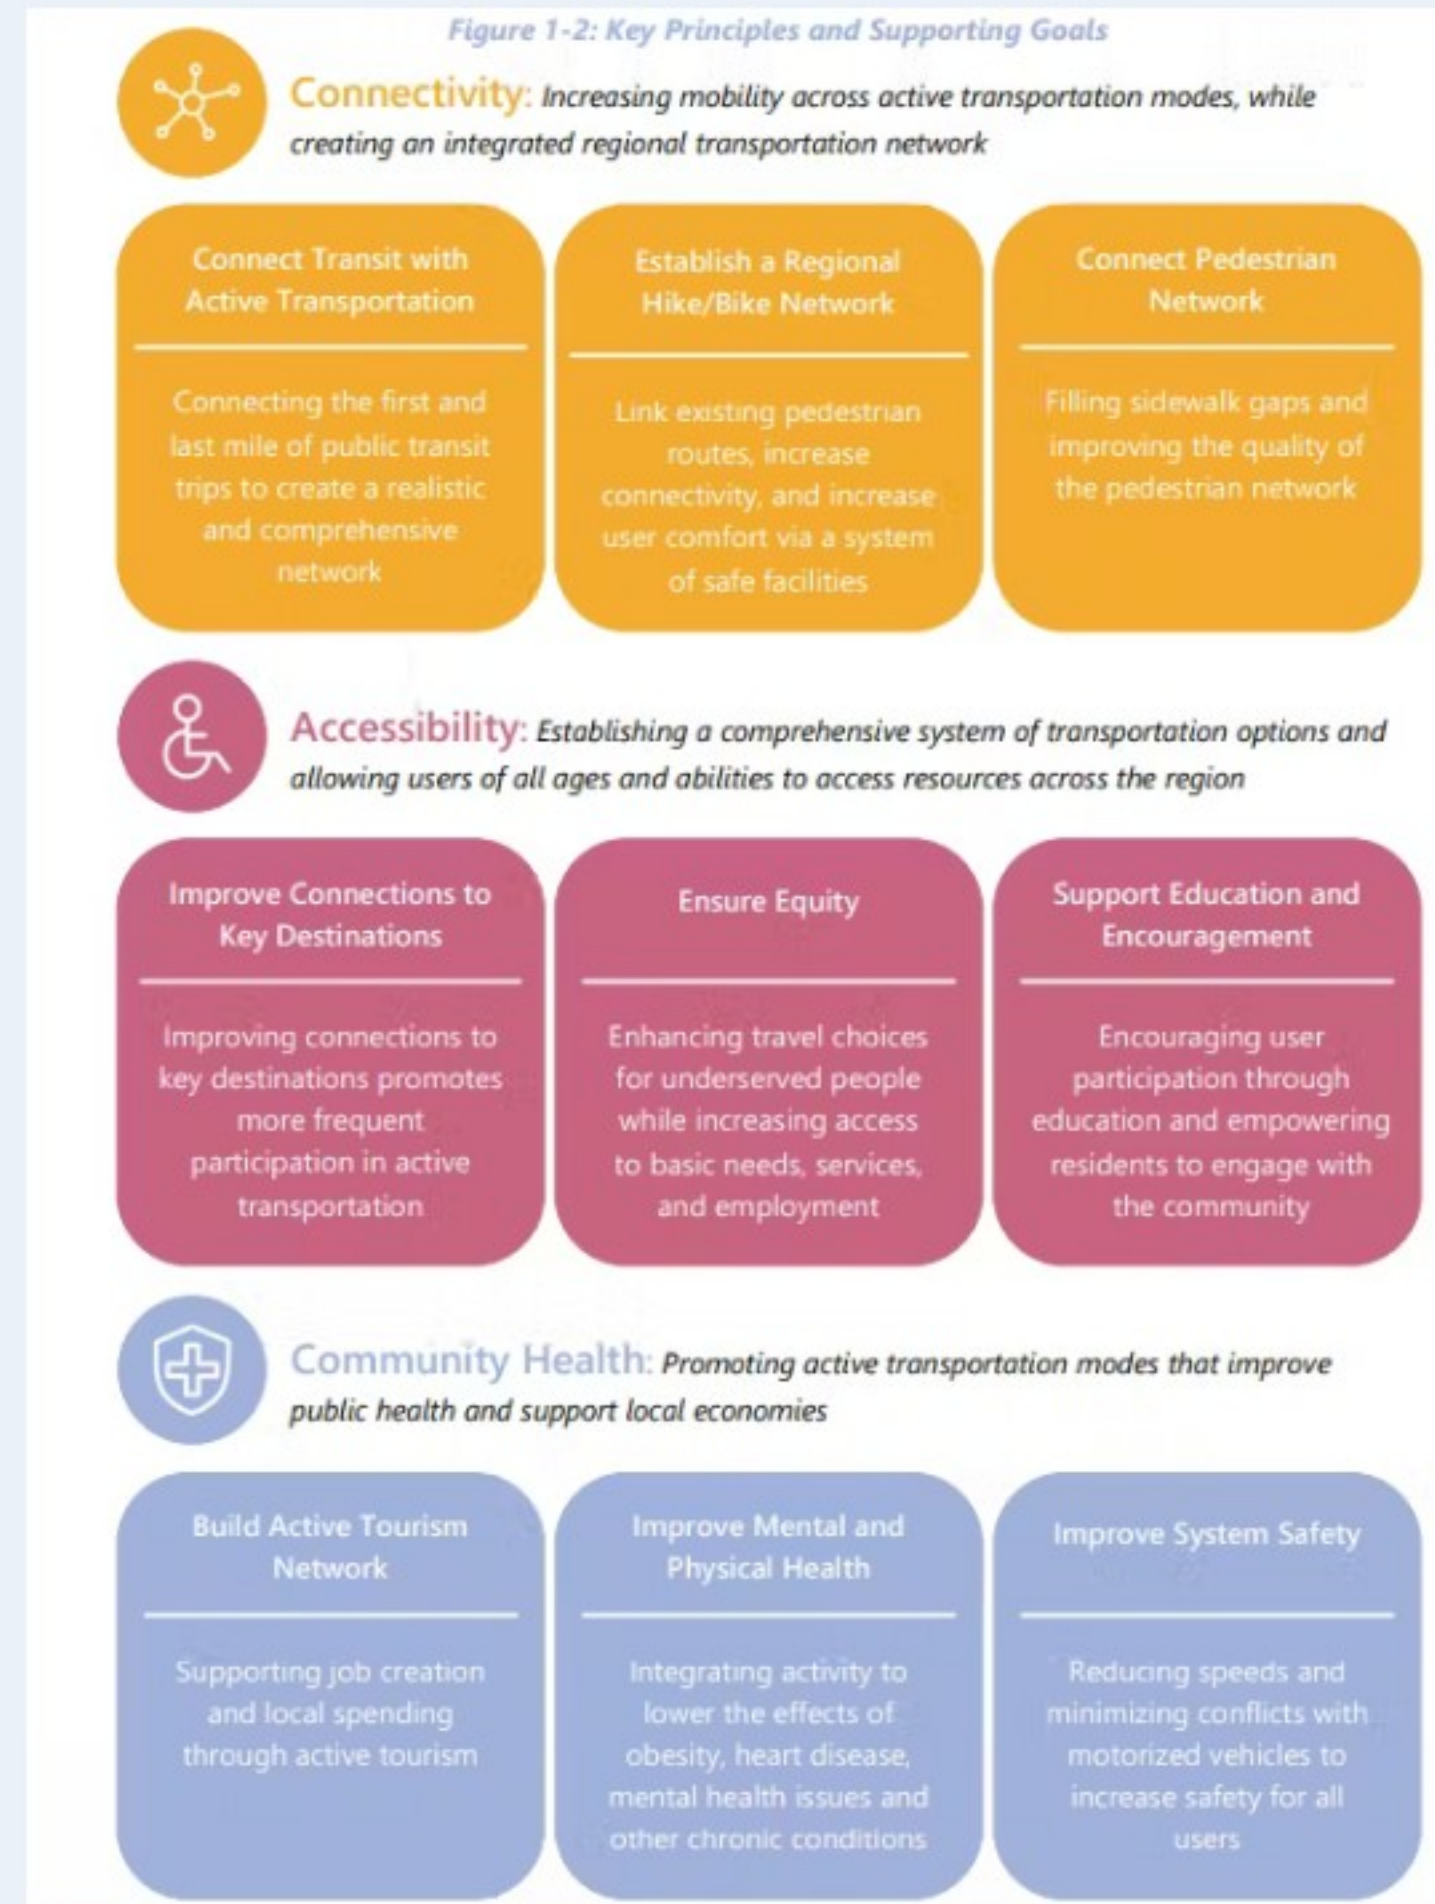 Figure 1-2: Key Principles and Supporting Goals
Connectivity: Increasing mobility across active transportation modes, while
creating an integrated regional transportation network
Connect Transit with
Active Transportation
Connecting the first and
last mile of public transit
trips to create a realistic
and comprehensive
network
Establish a Regional
Hike/Bike Network
Link existing pedestrian
routes, increase
connectivity, and increase
user comfort via a system
of safe facilities
Connect Pedestrian
Network
Filling sidewalk gaps and
improving the quality of
the pedestrian network
Accessibility: Establishing a comprehensive system of transportation options and
allowing users of all ages and abilities to access resources across the region
Improve Connections to
Key Destinations
Improving connections to
key destinations promotes
more frequent
participation in active
transportation
Ensure Equity
Enhancing travel choices
for underserved people
while increasing access
to basic needs, services,
and employment
Support Education and
Encouragement
Encouraging user
participation through
education and empowering
residents to engage with
the community
Community Health: Promoting active transportation modes that improve
public health and support local economies
Build Active Tourism
Network
Supporting job creation
and local spending
through active tourism
Improve Mental and
Physical Health
Integrating activity to
lower the effects of
obesity, heart disease,
mental health issues and
other chronic conditions
Improve System Safety
Reducing speeds and
minimizing conflicts with
motorized vehicles to
increase safety for all
users